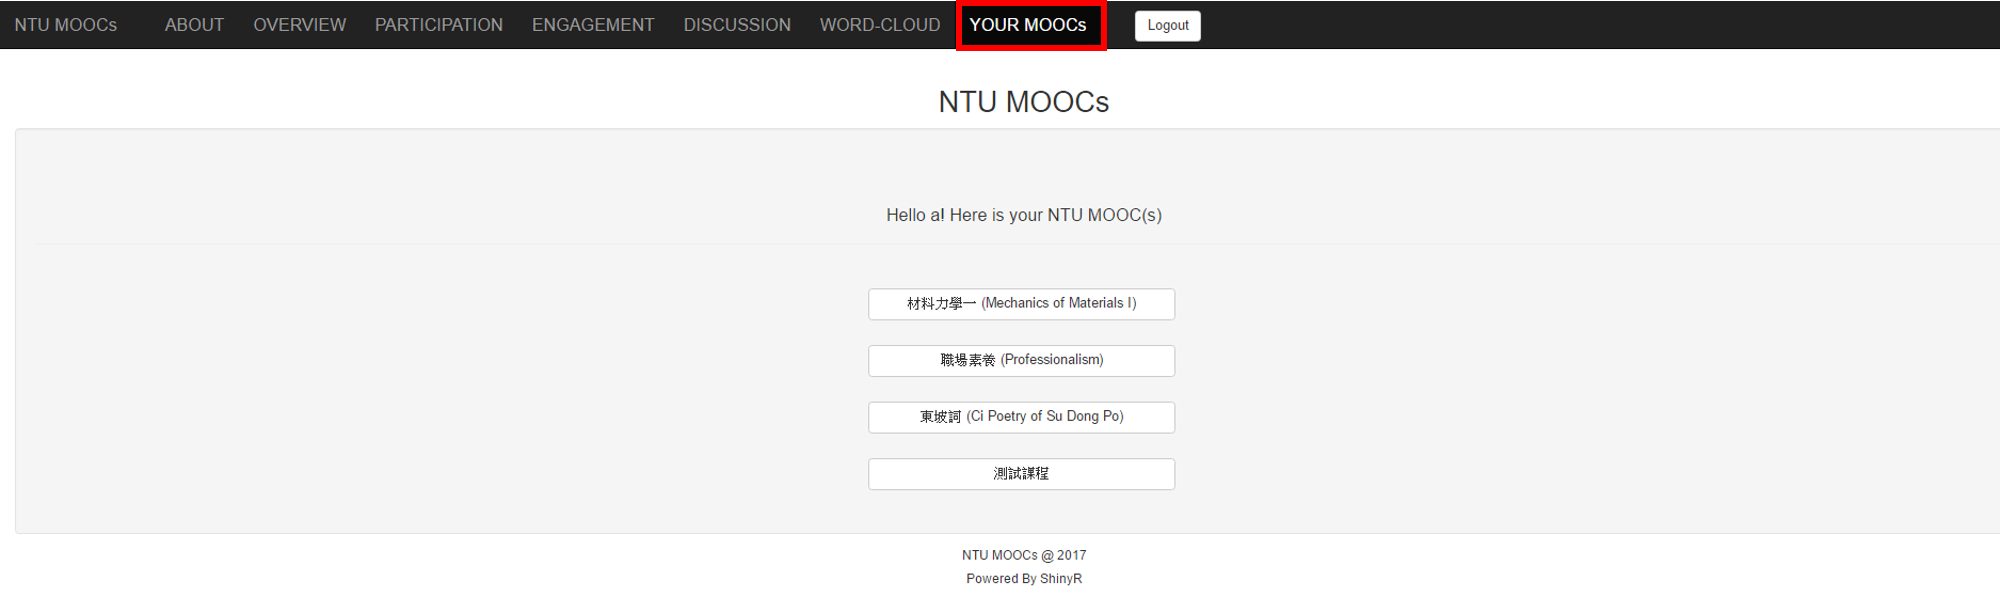 NTU MOOCs ABOUT OVERVIEW PARTICIPATION ENGAGEMENT DISCUSSION WORD-CLOUD YOUR MOOCs Logout
NTU MOOCs
Hello a! Here is your NTU MOOC(s)
材料力學一 (Mechanics of Materials I)
職場素養 (Professionalism)
東坡詞 (Ci Poetry of Su Dong Po)
測試課程
NTU MOOCs @ 2017
Powered By ShinyR